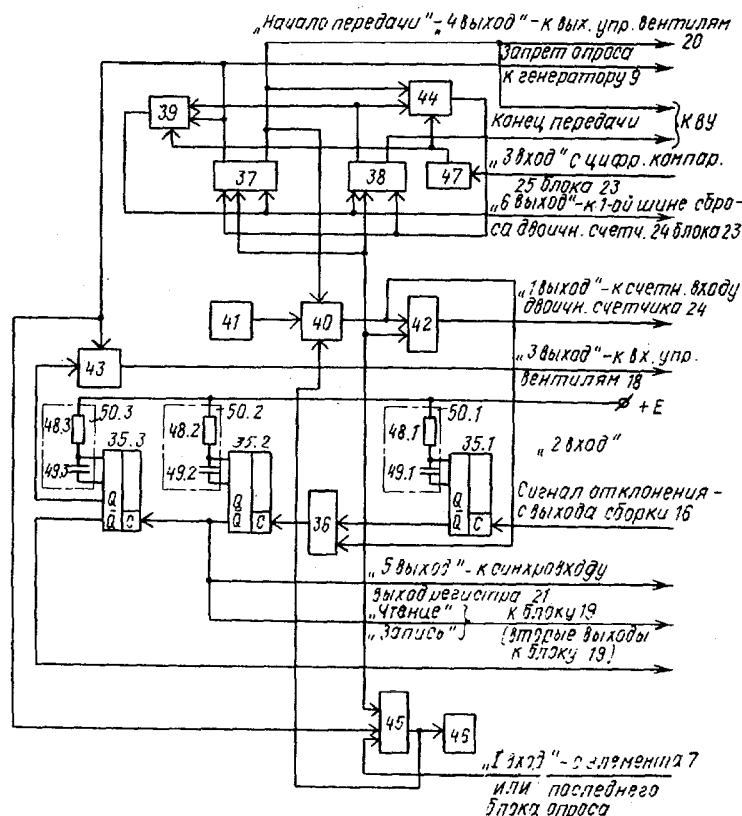 „Начало передачи"-„4 выход"-к вых. упр. вентилям
20
Запрет опроса
к генератору 9
39
44
конец передачи
к ВУ
37
38
47
„3 вход" с цифр. компар.
25 блока 23
„6 выход"-к 1-ой шине сбро-
са двоичн. счетч. 24 блока 23
„1 выход"-к счетн. входу
двоичн. счетчика 24
41
40
42
43
„3 выход"-к вх. упр.
вентилям 18
+E
50.3
50.2
50.1
48.3
48.2
48.1
35.3
35.2
35.1
„2 вход"
49.3
49.2
49.1
Q
Q
Q
Сигнал отклонения-
с выхода сборки 16
Q̅ C
Q̅ C
36
Q̅ C
„5 выход"-к синхровходу
выход регистра 21
„Чтение"
„Запись"
к блоку 19
(вторые выходы
к блоку 19)
45
46
„I вход"-с элемента 7
или последнего
блока опроса